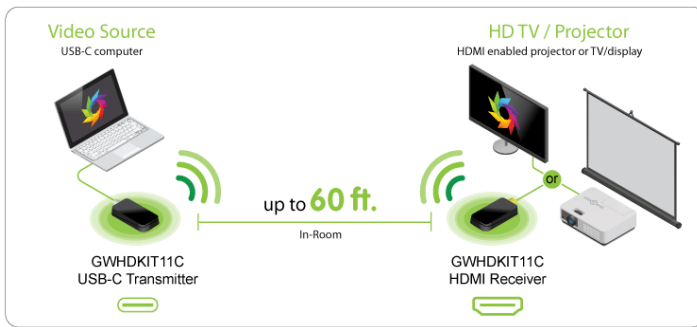 Video Source
USB-C computer
HD TV / Projector
HDMI enabled projector or TV/display
or
up to 60 ft.
In-Room
GWHDKIT11C
USB-C Transmitter
GWHDKIT11C
HDMI Receiver